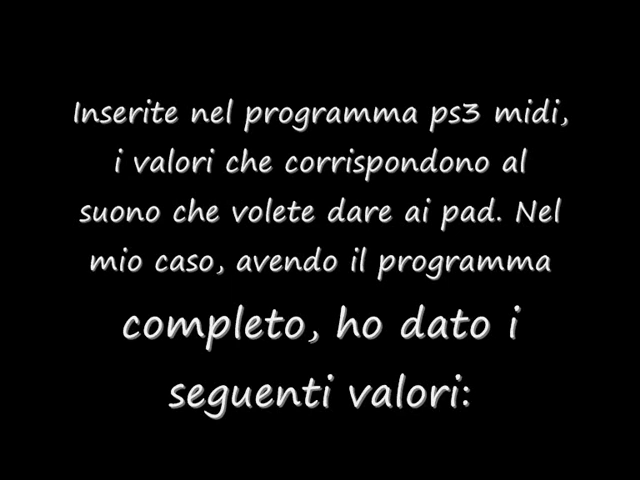 Inserite nel programma ps3 midi,
i valori che corrispondono al
suono che volete dare ai pad. Nel
mio caso, avendo il programma
completo, ho dato i
seguenti valori: